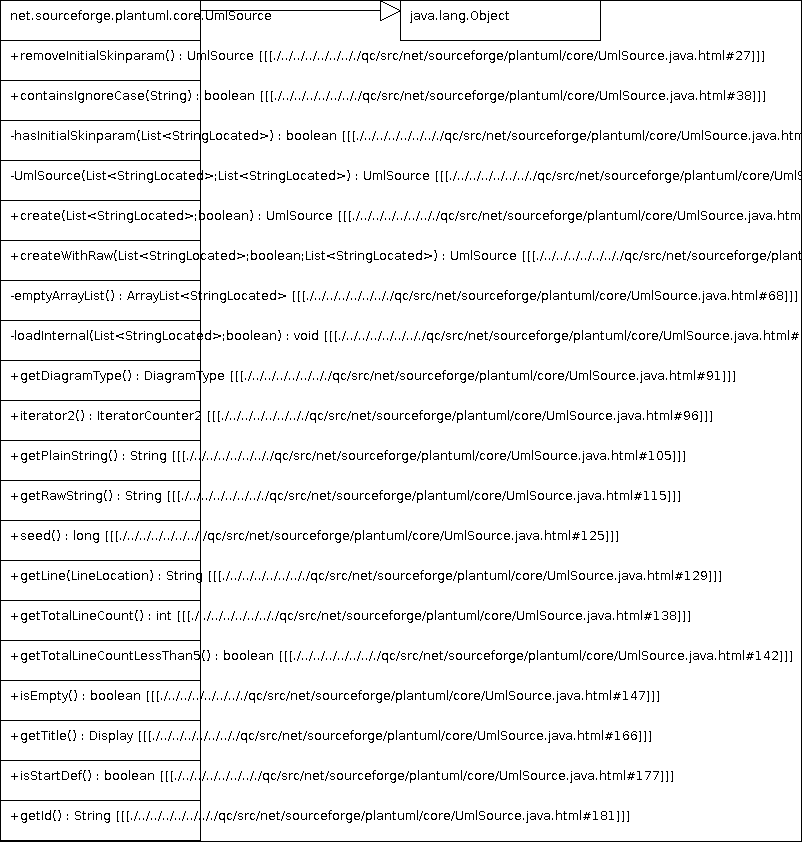 net.sourceforge.plantuml.core.UmlSource
java.lang.Object
+removeInitialSkinparam() : UmlSource [[[./../../../../../../../qc/src/net/sourceforge/plantuml/core/UmlSource.java.html#27]]]
+containsIgnoreCase(String) : boolean [[[./../../../../../../../qc/src/net/sourceforge/plantuml/core/UmlSource.java.html#38]]]
-hasInitialSkinparam(List<StringLocated>) : boolean [[[./../../../../../../../qc/src/net/sourceforge/plantuml/core/UmlSource.java.htm
-UmlSource(List<StringLocated>;List<StringLocated>) : UmlSource [[[./../../../../../../../qc/src/net/sourceforge/plantuml/core/UmlS
+create(List<StringLocated>;boolean) : UmlSource [[[./../../../../../../../qc/src/net/sourceforge/plantuml/core/UmlSource.java.htm
+createWithRaw(List<StringLocated>;boolean;List<StringLocated>) : UmlSource [[[./../../../../../../../qc/src/net/sourceforge/plant
-emptyArrayList() : ArrayList<StringLocated> [[[./../../../../../../../qc/src/net/sourceforge/plantuml/core/UmlSource.java.html#68]]]
-loadInternal(List<StringLocated>;boolean) : void [[[./../../../../../../../qc/src/net/sourceforge/plantuml/core/UmlSource.java.html#
+getDiagramType() : DiagramType [[[./../../../../../../../qc/src/net/sourceforge/plantuml/core/UmlSource.java.html#91]]]
+iterator2() : IteratorCounter2 [[[./../../../../../../../qc/src/net/sourceforge/plantuml/core/UmlSource.java.html#96]]]
+getPlainString() : String [[[./../../../../../../../qc/src/net/sourceforge/plantuml/core/UmlSource.java.html#105]]]
+getRawString() : String [[[./../../../../../../../qc/src/net/sourceforge/plantuml/core/UmlSource.java.html#115]]]
+seed() : long [[[./../../../../../../../qc/src/net/sourceforge/plantuml/core/UmlSource.java.html#125]]]
+getLine(LineLocation) : String [[[./../../../../../../../qc/src/net/sourceforge/plantuml/core/UmlSource.java.html#129]]]
+getTotalLineCount() : int [[[./../../../../../../../qc/src/net/sourceforge/plantuml/core/UmlSource.java.html#138]]]
+getTotalLineCountLessThan5() : boolean [[[./../../../../../../../qc/src/net/sourceforge/plantuml/core/UmlSource.java.html#142]]]
+isEmpty() : boolean [[[./../../../../../../../qc/src/net/sourceforge/plantuml/core/UmlSource.java.html#147]]]
+getTitle() : Display [[[./../../../../../../../qc/src/net/sourceforge/plantuml/core/UmlSource.java.html#166]]]
+isStartDef() : boolean [[[./../../../../../../../qc/src/net/sourceforge/plantuml/core/UmlSource.java.html#177]]]
+getId() : String [[[./../../../../../../../qc/src/net/sourceforge/plantuml/core/UmlSource.java.html#181]]]